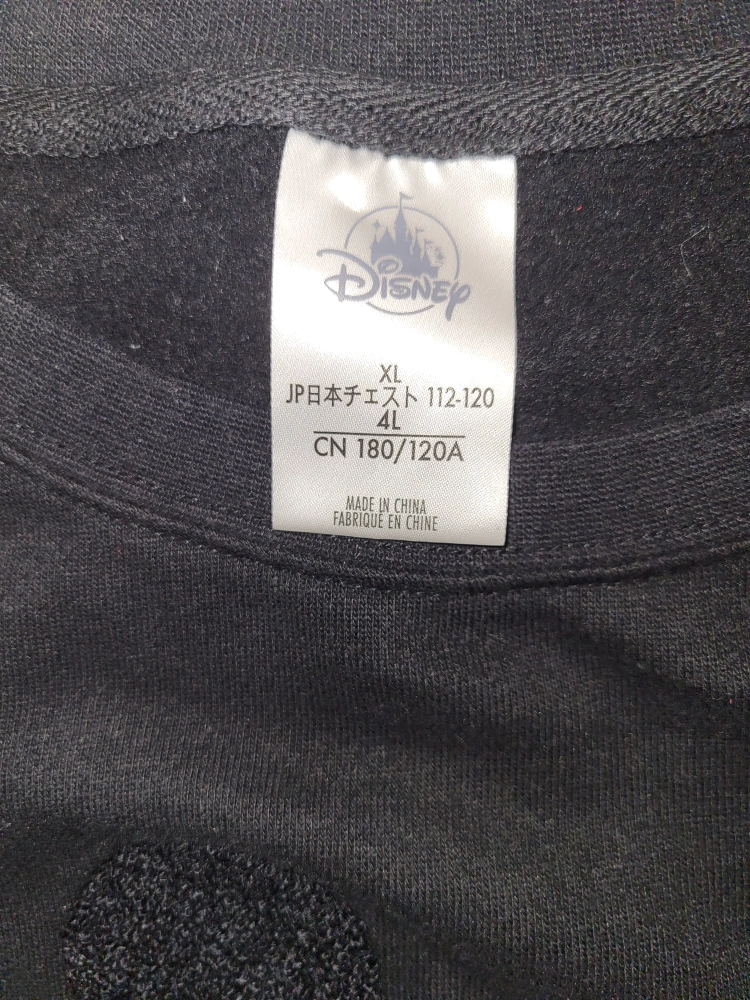 Disney
XL
JP日本チェスト 112-120
4L
CN 180/120A
MADE IN CHINA
FABRIQUÉ EN CHINE